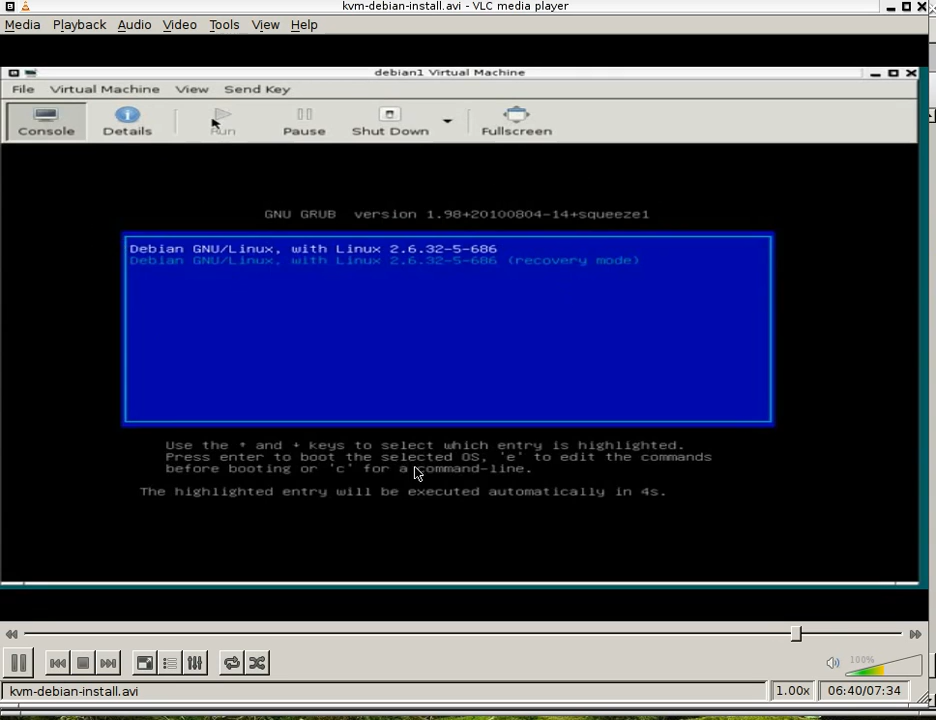 kvm-debian-install.avi - VLC media player
Media Playback Audio Video Tools View Help
debian1 Virtual Machine
File Virtual Machine View Send Key
Console Details Run Pause Shut Down Fullscreen
GNU GRUB version 1.98+20100804-14+squeeze1
Debian GNU/Linux, with Linux 2.6.32-5-686
Debian GNU/Linux, with Linux 2.6.32-5-686 (recovery mode)
Use the ↑ and ↓ keys to select which entry is highlighted.
Press enter to boot the selected OS, 'e' to edit the commands
before booting or 'c' for a command-line.
The highlighted entry will be executed automatically in 4s.
100%
kvm-debian-install.avi 1.00x 06:40/07:34